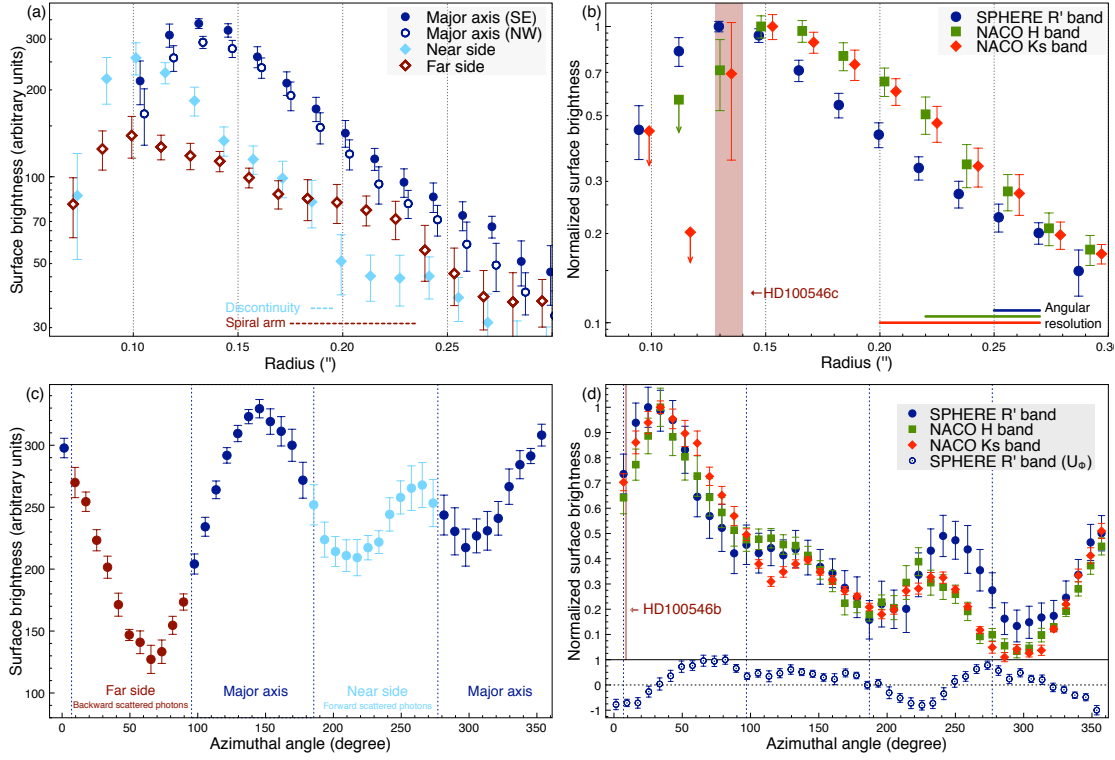 (a)
Major axis (SE)
Major axis (NW)
Near side
Far side
Surface brightness (arbitrary units)
300
200
100
70
50
30
Discontinuity
Spiral arm
0.10
0.15
0.20
0.25
Radius (")
(b)
SPHERE R' band
NACO H band
NACO Ks band
Normalized surface brightness
1.0
0.7
0.5
0.3
0.2
0.1
←HD100546c
Angular
resolution
0.10
0.15
0.20
0.25
0.30
Radius (")
(c)
Surface brightness (arbitrary units)
300
250
200
150
100
Far side
Backward scattered photons
Major axis
Near side
Forward scattered photons
Major axis
0
50
100
150
200
250
300
350
Azimuthal angle (degree)
(d)
SPHERE R' band
NACO H band
NACO Ks band
SPHERE R' band (UΦ)
Normalized surface brightness
1
0.9
0.8
0.7
0.6
0.5
0.4
0.3
0.2
0.1
←HD100546b
1
0
-1
0
50
100
150
200
250
300
350
Azimuthal angle (degree)